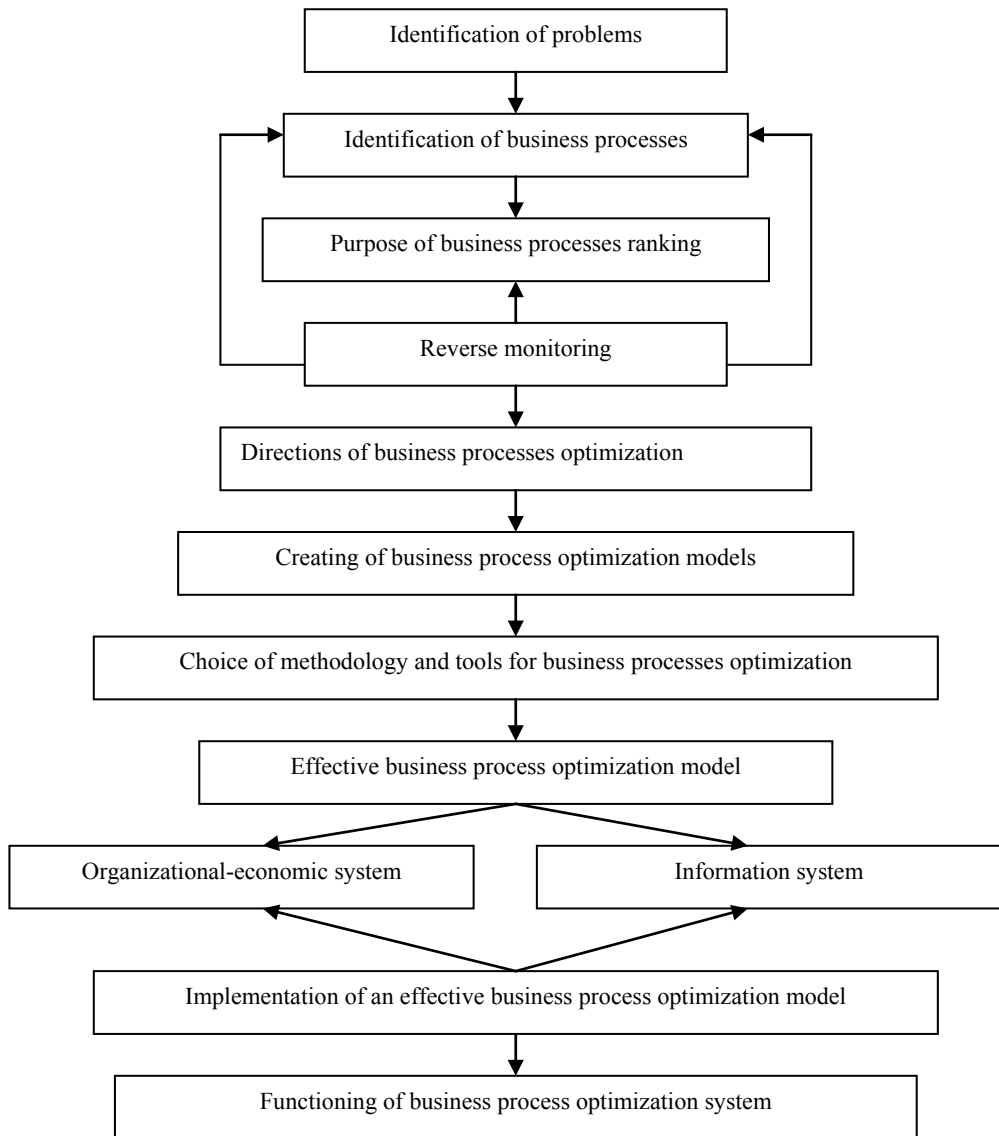 Identification of problems
Identification of business processes
Purpose of business processes ranking
Reverse monitoring
Directions of business processes optimization
Creating of business process optimization models
Choice of methodology and tools for business processes optimization
Effective business process optimization model
Organizational-economic system
Information system
Implementation of an effective business process optimization model
Functioning of business process optimization system